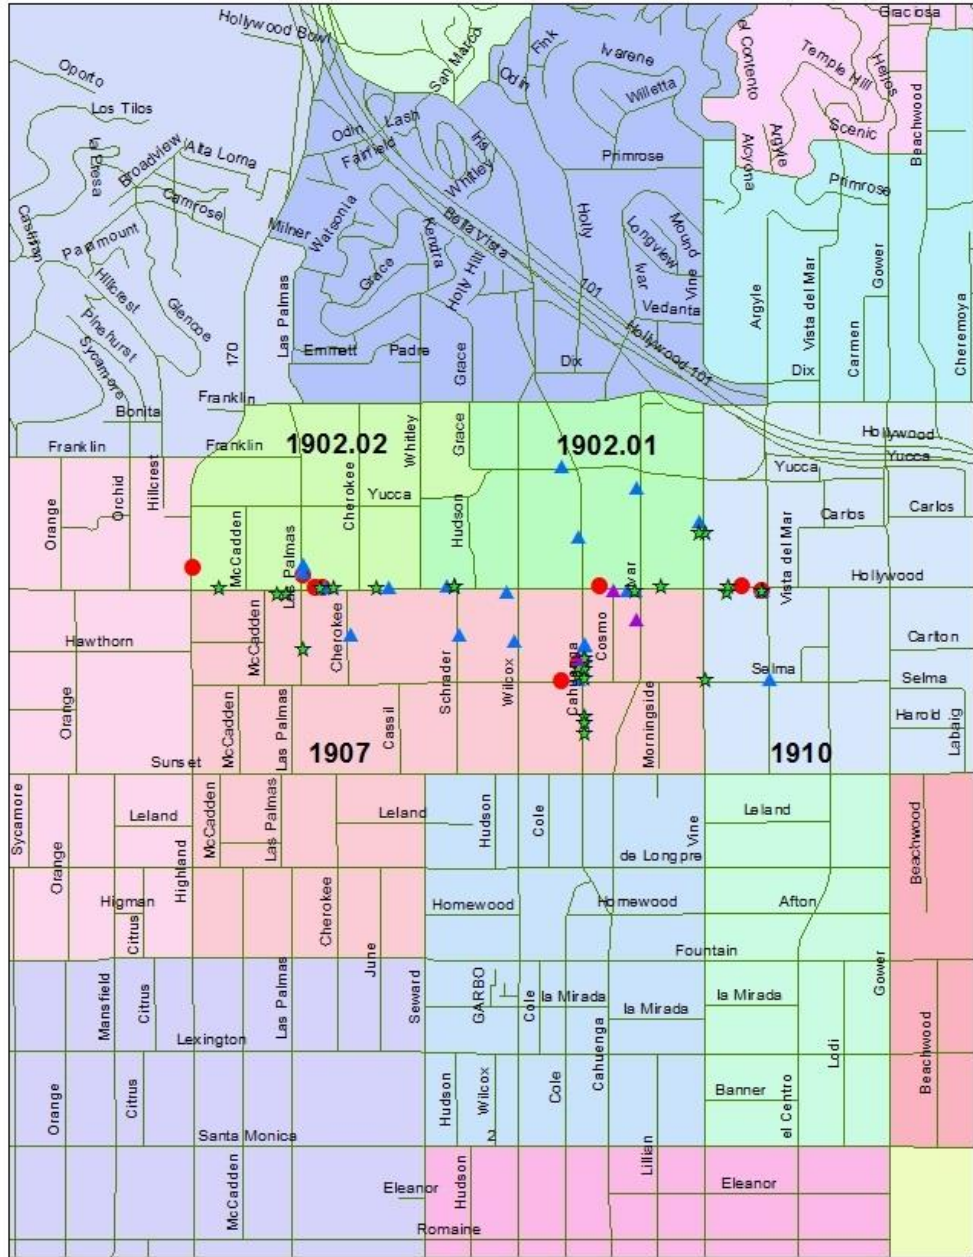 Graciosa
Hollywood Bowl
San Marco
Fink
Ivarene
el Contento
Temple Hill
Helios
Oporto
Odin
Willetta
Los Tilos
Odin
Lash
Iris
Argyle
Scenic
Beachwood
la Presa
Broadview
Alta Loma
Fairfield
Primrose
Alcyona
Whitley
Primrose
Camrose
Milner
Watsonia
Bella Vista
Holly
Mound
Longview
Paramount
Kendra
Hillcrest
Grace
Holly Hill
Ivar
Vine
Gower
Vista del Mar
Argyle
Glencoe
Las Palmas
101
Vedanta
Pinehurst
Sycamore
170
Emmett
Padre
Grace
Dix
Hollywood 101
Dix
Carmen
Cheremoya
Bonita
Franklin
Franklin
Franklin
1902.02
Whitley
Grace
1902.01
Hollywood
Yucca
Yucca
Hillcrest
Orchid
Orange
Cherokee
Yucca
Hudson
Carlos
Carlos
McCadden
Las Palmas
Ivar
Vista del Mar
Hollywood
Hawthorn
McCadden
Cherokee
Schrader
Wilcox
Cahuenga
Cosmo
Carlton
Selma
Selma
Orange
McCadden
Las Palmas
Cassil
Morningside
Harold
Labaig
Sunset
1907
1910
Sycamore
Leland
McCadden
Las Palmas
Leland
Hudson
Cole
Vine
Leland
Orange
Highland
de Longpre
Beachwood
Higman
Citrus
Cherokee
Homewood
Homewood
Afton
June
Fountain
Mansfield
Citrus
Las Palmas
Seward
GARBO
Cole
la Mirada
la Mirada
la Mirada
Gower
Lexington
Cahuenga
Lodi
Beachwood
Orange
Citrus
Hudson
Wilcox
Cole
Banner
el Centro
Santa Monica
2
Lillian
McCadden
Eleanor
Hudson
Eleanor
Romaine